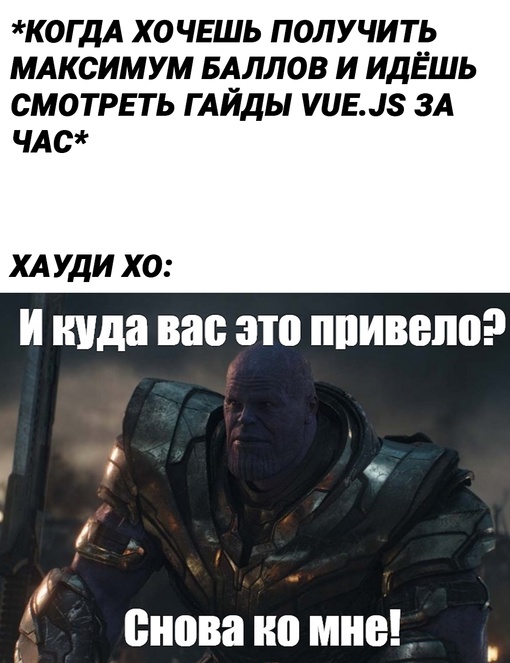 *КОГДА ХОЧЕШЬ ПОЛУЧИТЬ
МАКСИМУМ БАЛЛОВ И ИДЁШЬ
СМОТРЕТЬ ГАЙДЫ VUE.JS ЗА
ЧАС*
ХАУДИ ХО:
И куда вас это привело?
Снова ко мне!